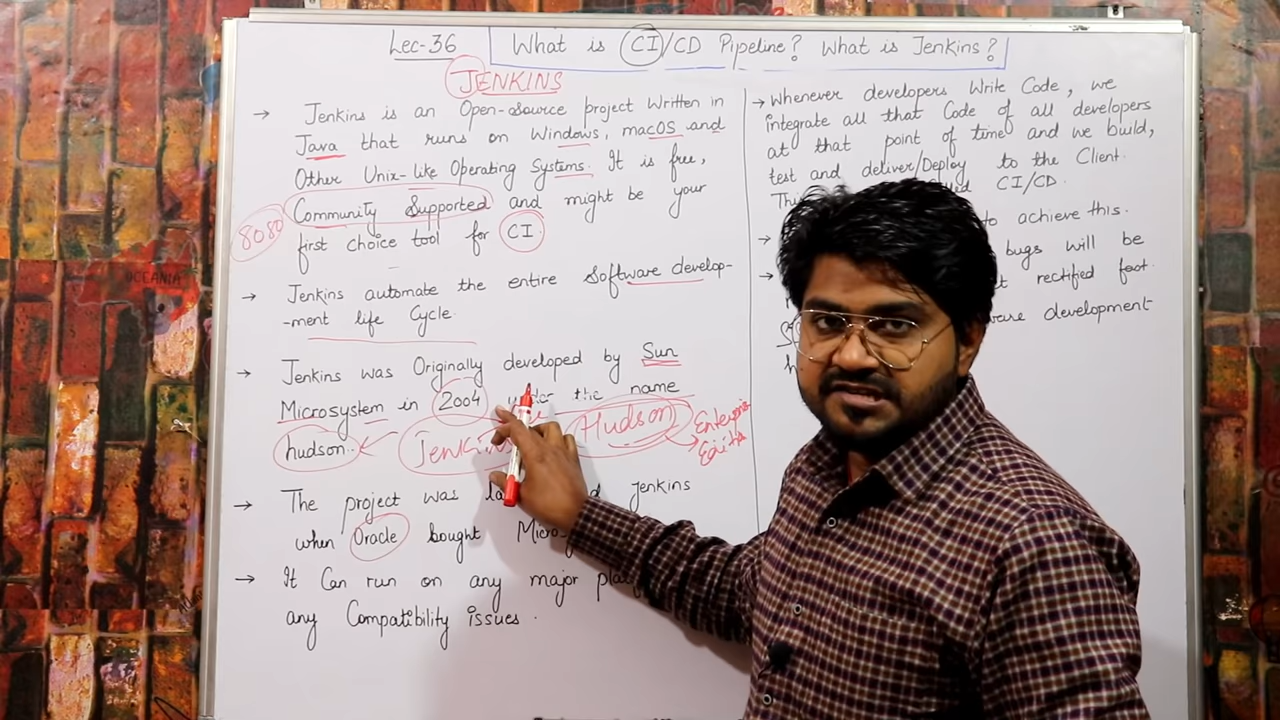 Lec-36 What is CI/CD Pipeline? What is Jenkins?
JENKINS
→ Jenkins is an Open-source project Written in
Java that runs on Windows, macOS and
Other Unix-like Operating Systems. It is free,
Community Supported and might be your
8080
first choice tool for CI.
→ Jenkins automate the entire Software develop-
-ment life Cycle.
→ Jenkins was Originally developed by Sun
Microsystem in 2004 under the name
hudson. Jenkins Hudson
→ The project was Jenkins
when Oracle bought
→ It Can run on any major
any Compatibility issues.
→ Whenever developers Write Code, we
integrate all that Code of all developers
at that point of time and we build,
test and deliver/Deploy to the Client.
CI/CD.
→ to achieve this.
→ bugs will be
rectified fast.
development
OCEANIA